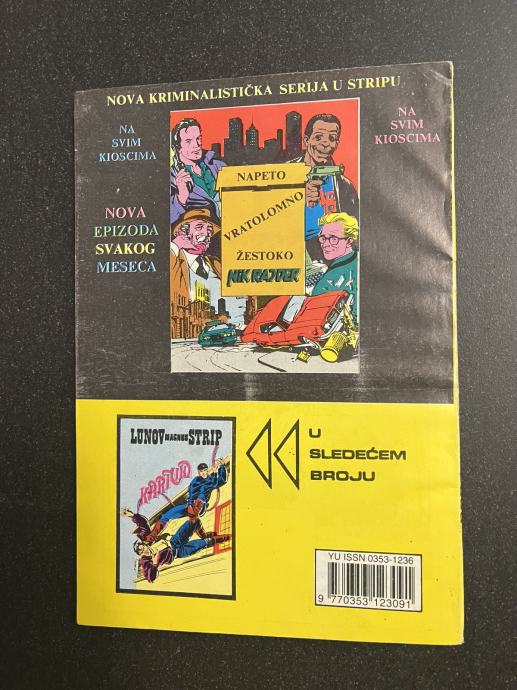 NOVA KRIMINALISTIČKA SERIJA U STRIPU
NA
SVIM
KIOSCIMA
NA
SVIM
KIOSCIMA
NOVA
EPIZODA
SVAKOG
MESECA
NAPETO
VRATOLOMNO
ŽESTOKO
NIK RAJDER
LUNOV MAGNUS STRIP
U
SLEDEĆEM
BROJU
YU ISSN 0353-1236
9 770353 123091